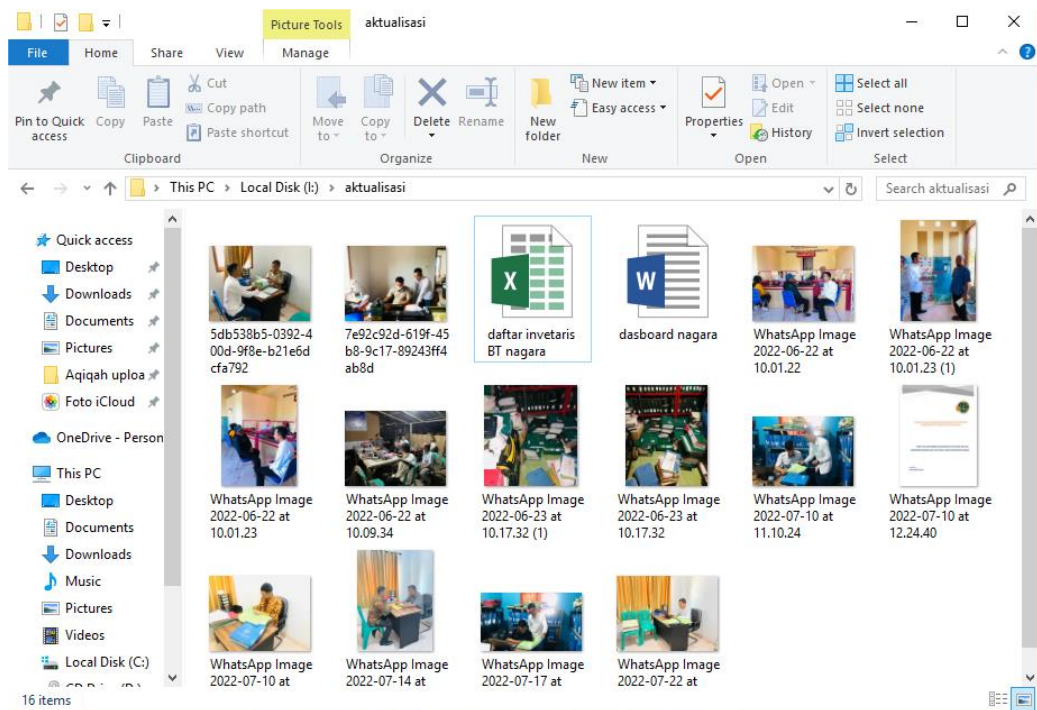 Picture Tools
aktualisasi
File
Home
Share
View
Manage
Pin to Quick
access
Copy
Paste
Cut
Copy path
Paste shortcut
Clipboard
Move
to
Copy
to
Delete
Rename
Organize
New
folder
New item
Easy access
New
Properties
Open
Edit
History
Open
Select all
Select none
Invert selection
Select
This PC
Local Disk (I:)
aktualisasi
Search aktualisasi
Quick access
Desktop
Downloads
Documents
Pictures
Aqiqah uploa
Foto iCloud
OneDrive - Person
This PC
Desktop
Documents
Downloads
Music
Pictures
Videos
Local Disk (C:)
5db538b5-0392-4
00d-9f8e-b21e6d
cfa792
7e92c92d-619f-45
b8-9c17-89243ff4
ab8d
X
daftar invetaris
BT nagara
W
dasboard nagara
WhatsApp Image
2022-06-22 at
10.01.22
WhatsApp Image
2022-06-22 at
10.01.23 (1)
WhatsApp Image
2022-06-22 at
10.01.23
WhatsApp Image
2022-06-22 at
10.09.34
WhatsApp Image
2022-06-23 at
10.17.32 (1)
WhatsApp Image
2022-06-23 at
10.17.32
WhatsApp Image
2022-07-10 at
11.10.24
WhatsApp Image
2022-07-10 at
12.24.40
WhatsApp Image
2022-07-10 at
WhatsApp Image
2022-07-14 at
WhatsApp Image
2022-07-17 at
WhatsApp Image
2022-07-22 at
16 items